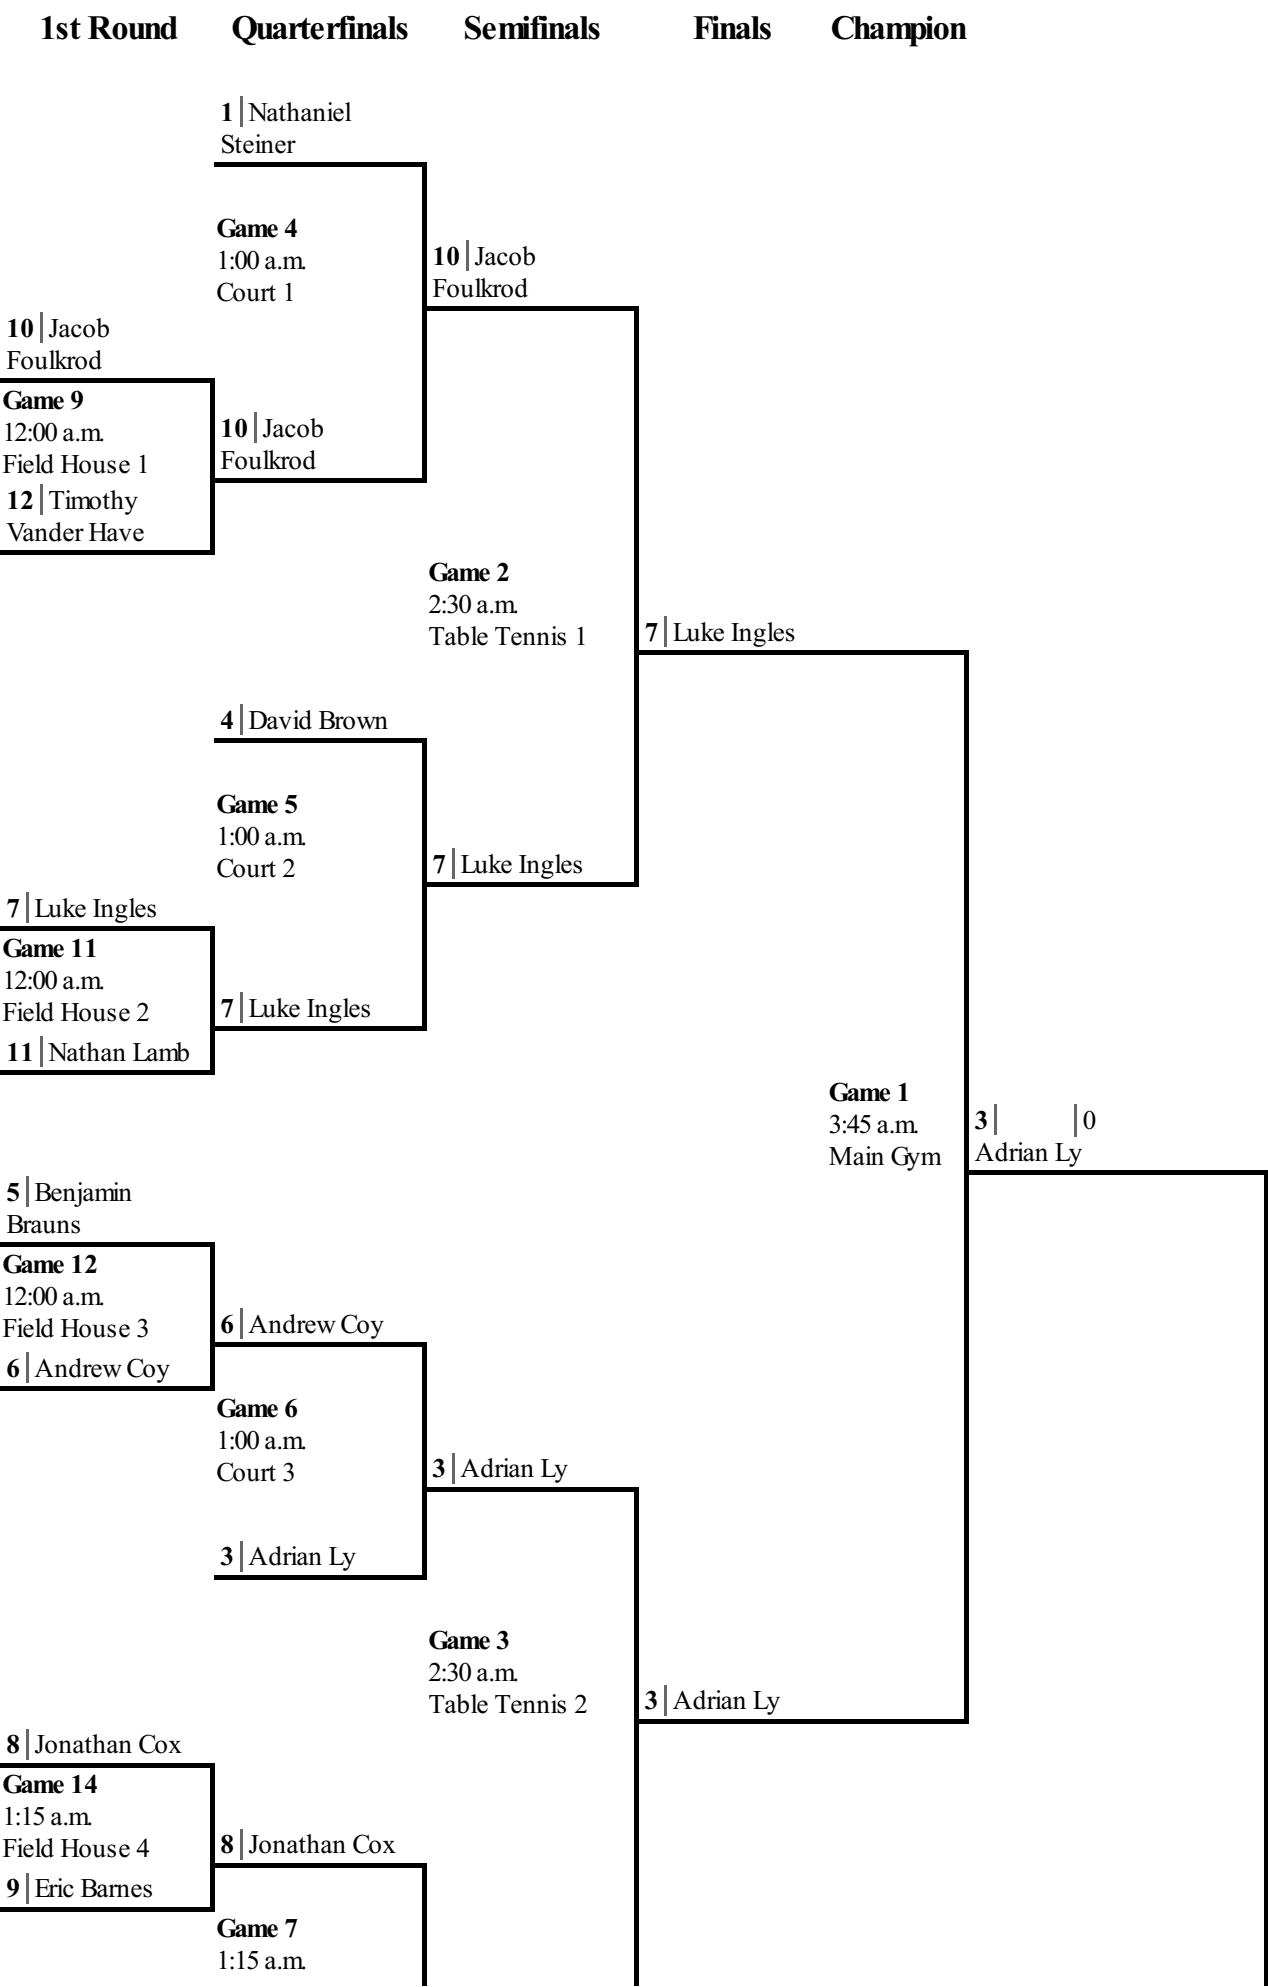 1st Round Quarterfinals Semifinals Finals Champion
1 Nathaniel
Steiner
Game 4
1:00 a.m.
Court 1
10 Jacob
Foulkrod
10 Jacob
Foulkrod
Game 9
12:00 a.m.
Field House 1
10 Jacob
Foulkrod
12 Timothy
Vander Have
Game 2
2:30 a.m.
Table Tennis 1
7 Luke Ingles
4 David Brown
Game 5
1:00 a.m.
Court 2
7 Luke Ingles
7 Luke Ingles
Game 11
12:00 a.m.
Field House 2
7 Luke Ingles
11 Nathan Lamb
Game 1
3:45 a.m.
Main Gym
3 0
Adrian Ly
5 Benjamin
Brauns
Game 12
12:00 a.m.
Field House 3
6 Andrew Coy
6 Andrew Coy
Game 6
1:00 a.m.
Court 3
3 Adrian Ly
3 Adrian Ly
Game 3
2:30 a.m.
Table Tennis 2
3 Adrian Ly
8 Jonathan Cox
Game 14
1:15 a.m.
Field House 4
8 Jonathan Cox
9 Eric Barnes
Game 7
1:15 a.m.